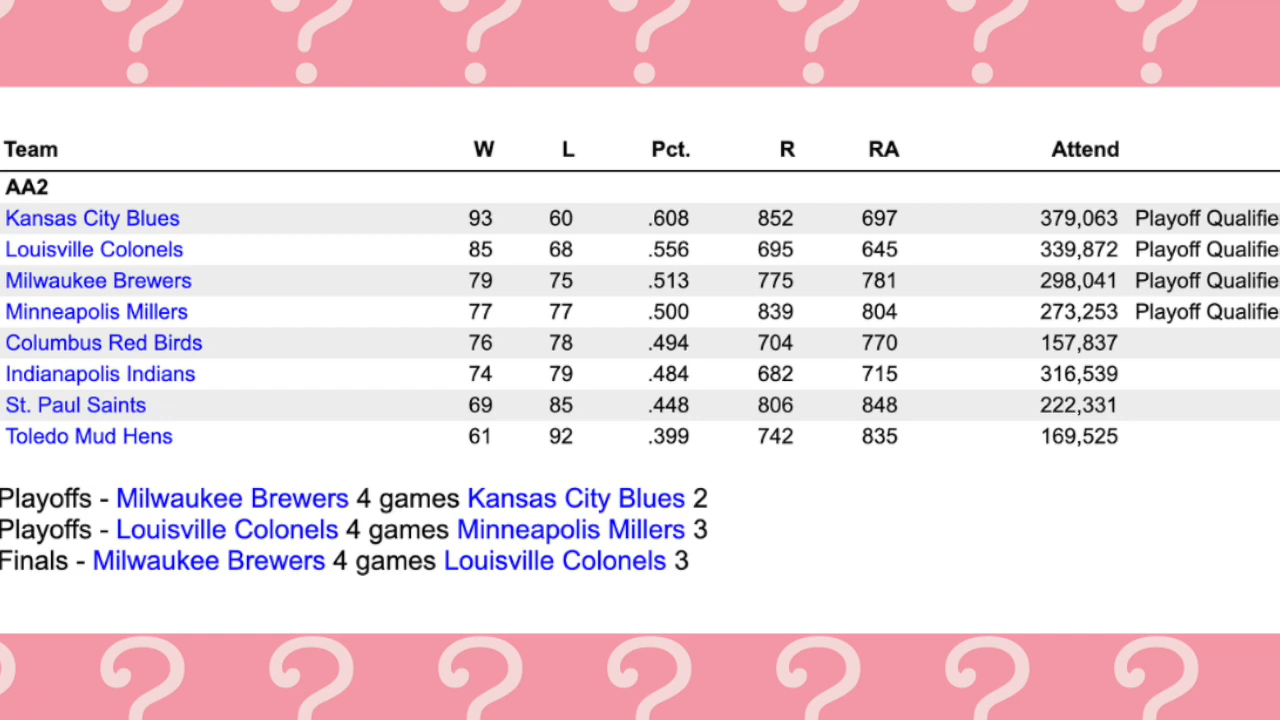 Team W L Pct. R RA Attend
AA2
Kansas City Blues 93 60 .608 852 697 379,063 Playoff Qualifie
Louisville Colonels 85 68 .556 695 645 339,872 Playoff Qualifie
Milwaukee Brewers 79 75 .513 775 781 298,041 Playoff Qualifie
Minneapolis Millers 77 77 .500 839 804 273,253 Playoff Qualifie
Columbus Red Birds 76 78 .494 704 770 157,837
Indianapolis Indians 74 79 .484 682 715 316,539
St. Paul Saints 69 85 .448 806 848 222,331
Toledo Mud Hens 61 92 .399 742 835 169,525
Playoffs - Milwaukee Brewers 4 games Kansas City Blues 2
Playoffs - Louisville Colonels 4 games Minneapolis Millers 3
Finals - Milwaukee Brewers 4 games Louisville Colonels 3